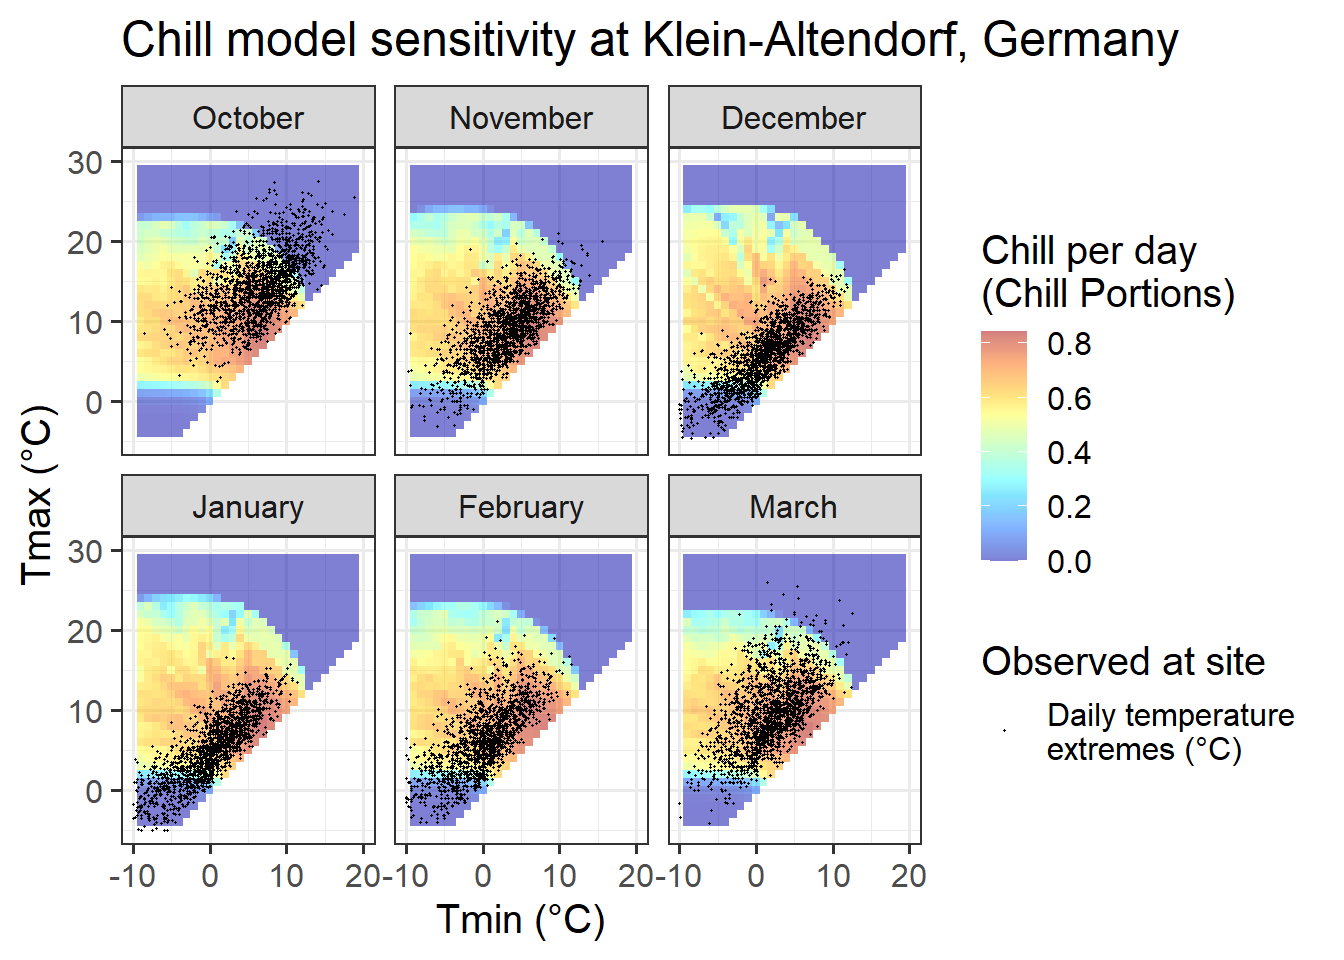 Chill model sensitivity at Klein-Altendorf, Germany
October
November
December
30
20
10
0
January
February
March
30
20
10
0
-10
0
10
20
-10
0
10
20
-10
0
10
20
Tmin (°C)
Tmax (°C)
Chill per day
(Chill Portions)
0.8
0.6
0.4
0.2
0.0
Observed at site
Daily temperature
extremes (°C)